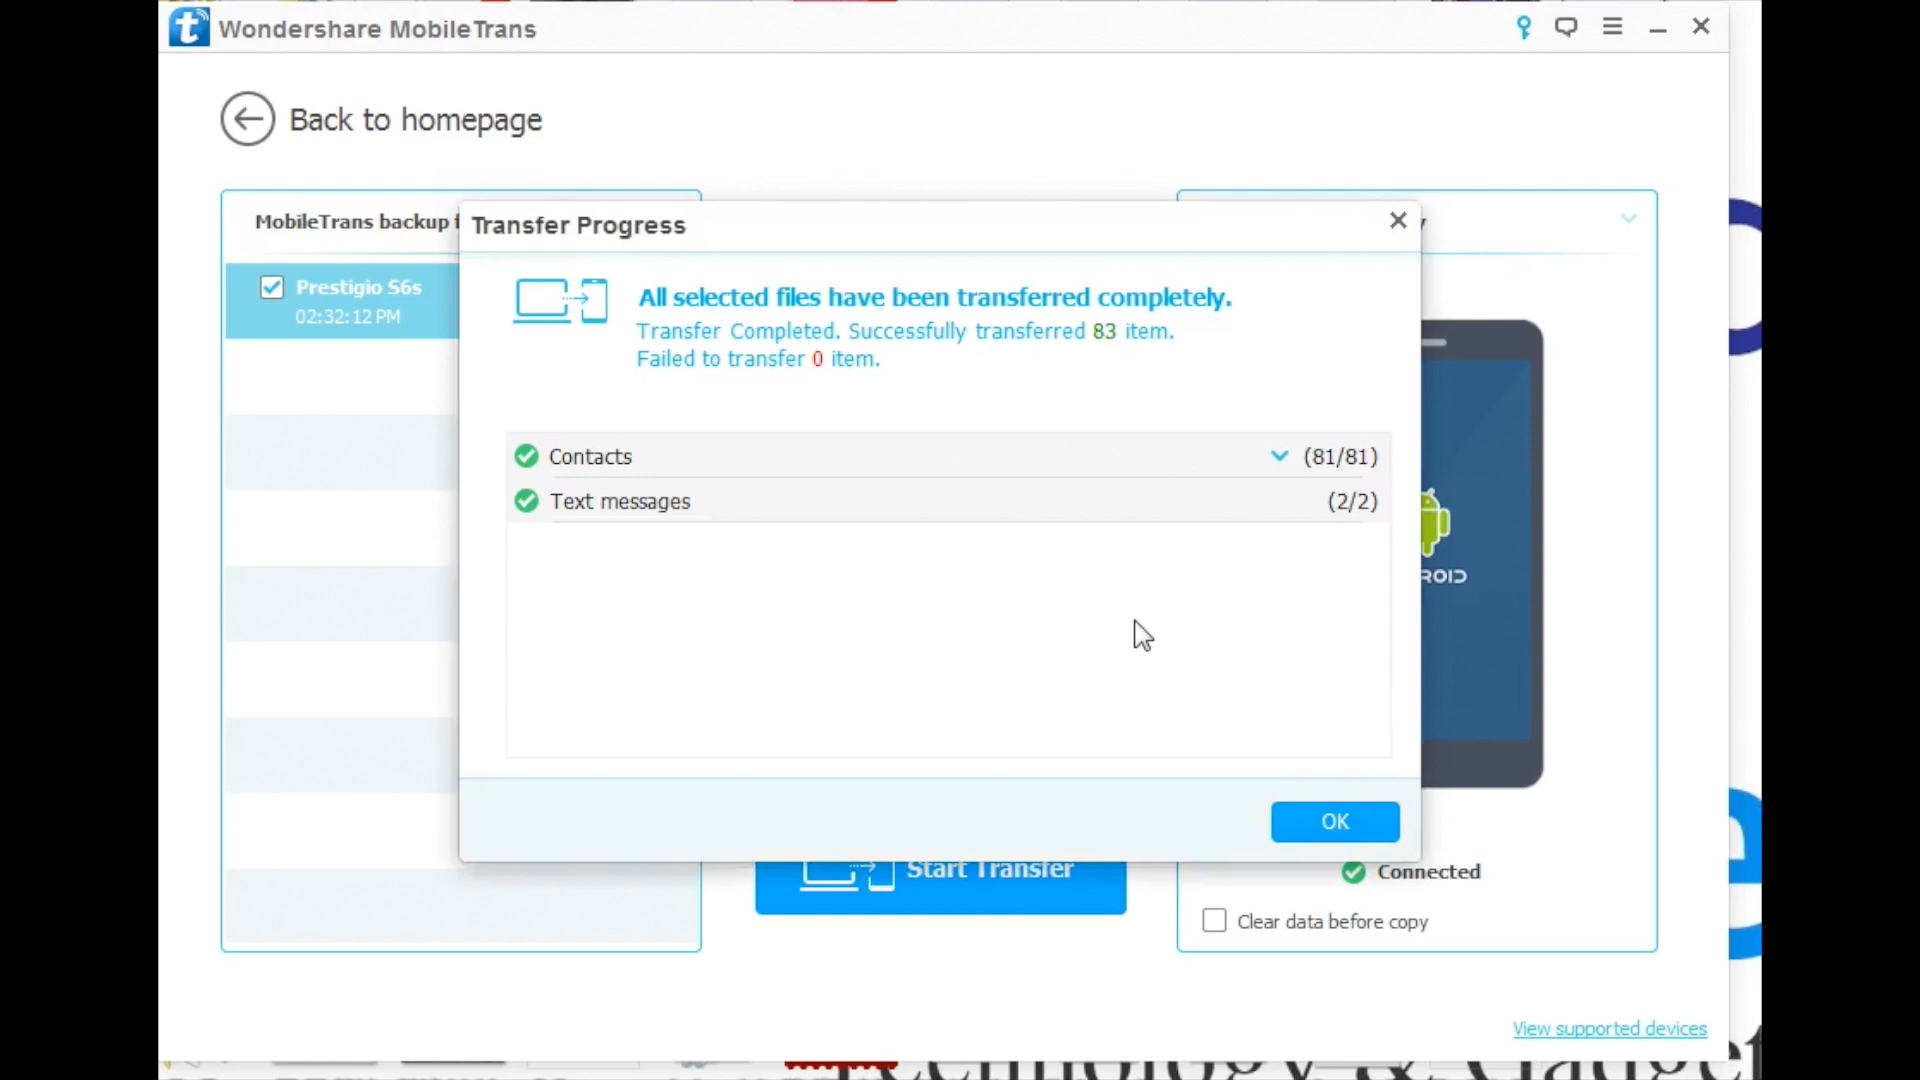 Wondershare MobileTrans
Back to homepage
MobileTrans backup
Transfer Progress
Prestigio S6s
02:32:12 PM
All selected files have been transferred completely.
Transfer Completed. Successfully transferred 83 item.
Failed to transfer 0 item.
Contacts (81/81)
Text messages (2/2)
ROID
OK
Start Transfer
Connected
Clear data before copy
View supported devices